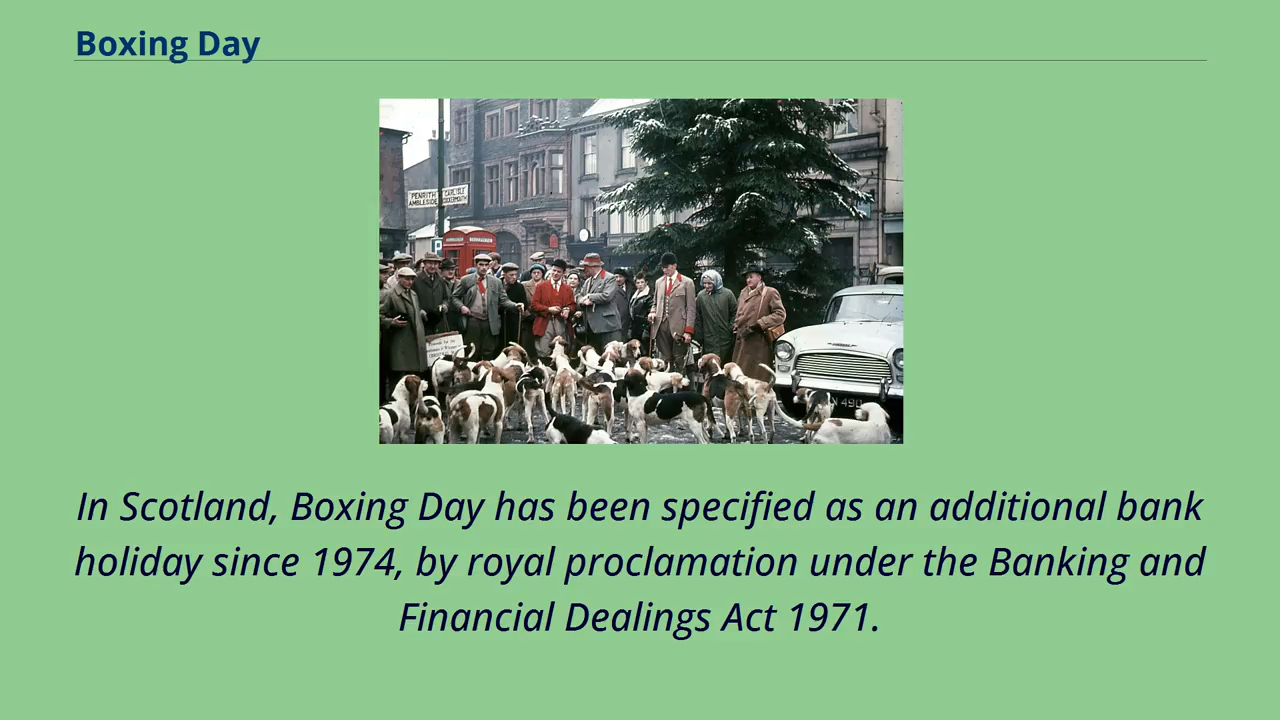 Boxing Day
PENRITH CARLISLE
AMBLESIDE
P
In Scotland, Boxing Day has been specified as an additional bank
holiday since 1974, by royal proclamation under the Banking and
Financial Dealings Act 1971.